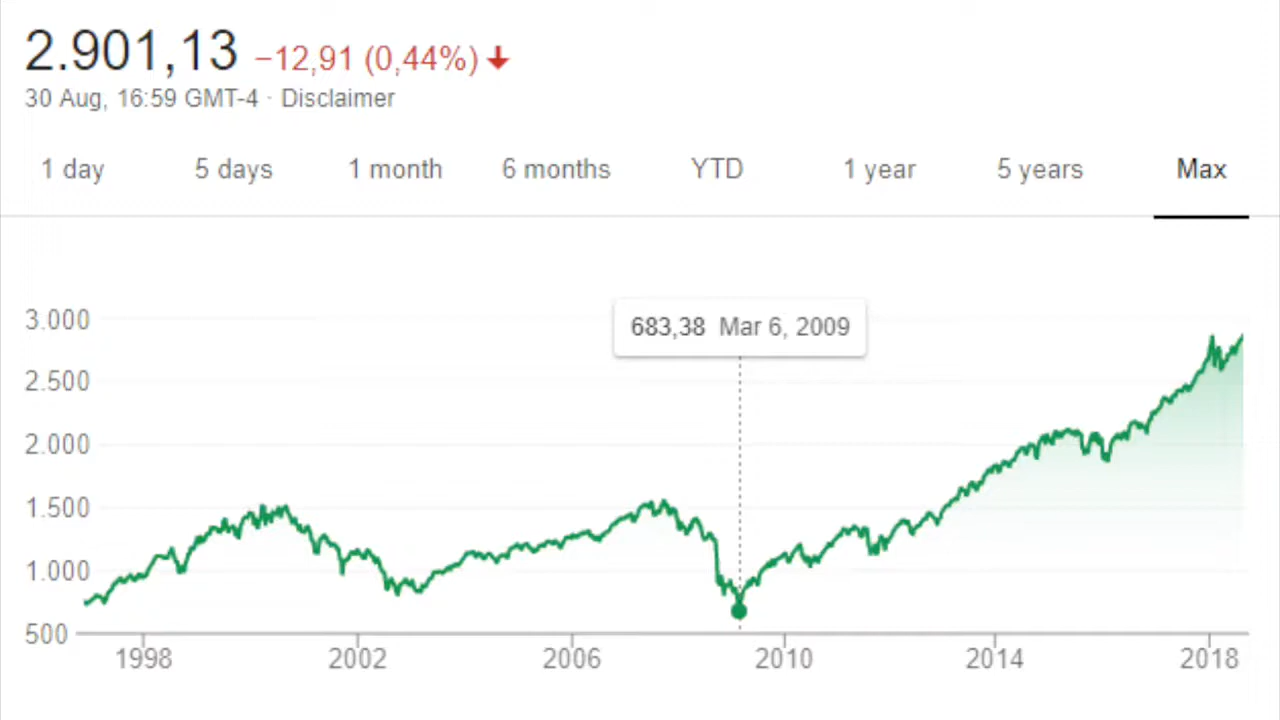 2.901,13 −12,91 (0,44%)
30 Aug, 16:59 GMT-4 · Disclaimer
1 day 5 days 1 month 6 months YTD 1 year 5 years Max
683,38 Mar 6, 2009
3.000
2.500
2.000
1.500
1.000
500
1998 2002 2006 2010 2014 2018